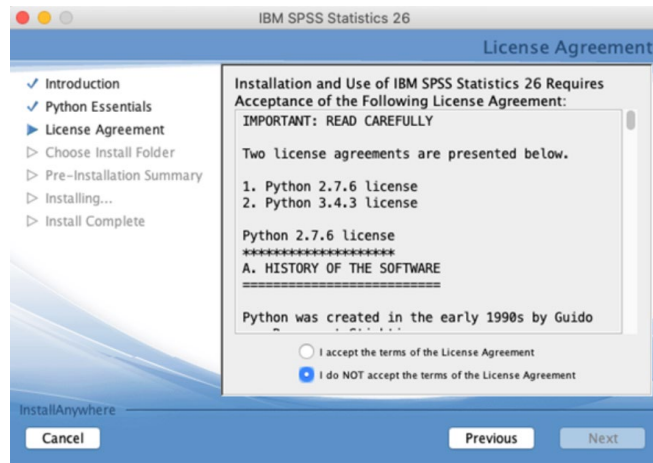 IBM SPSS Statistics 26
License Agreement
Introduction
Python Essentials
License Agreement
Choose Install Folder
Pre-Installation Summary
Installing...
Install Complete
Installation and Use of IBM SPSS Statistics 26 Requires
Acceptance of the Following License Agreement:
IMPORTANT: READ CAREFULLY
Two license agreements are presented below.
1. Python 2.7.6 license
2. Python 3.4.3 license
Python 2.7.6 license
*********************
A. HISTORY OF THE SOFTWARE
==========================
Python was created in the early 1990s by Guido
I accept the terms of the License Agreement
I do NOT accept the terms of the License Agreement
InstallAnywhere
Cancel
Previous
Next